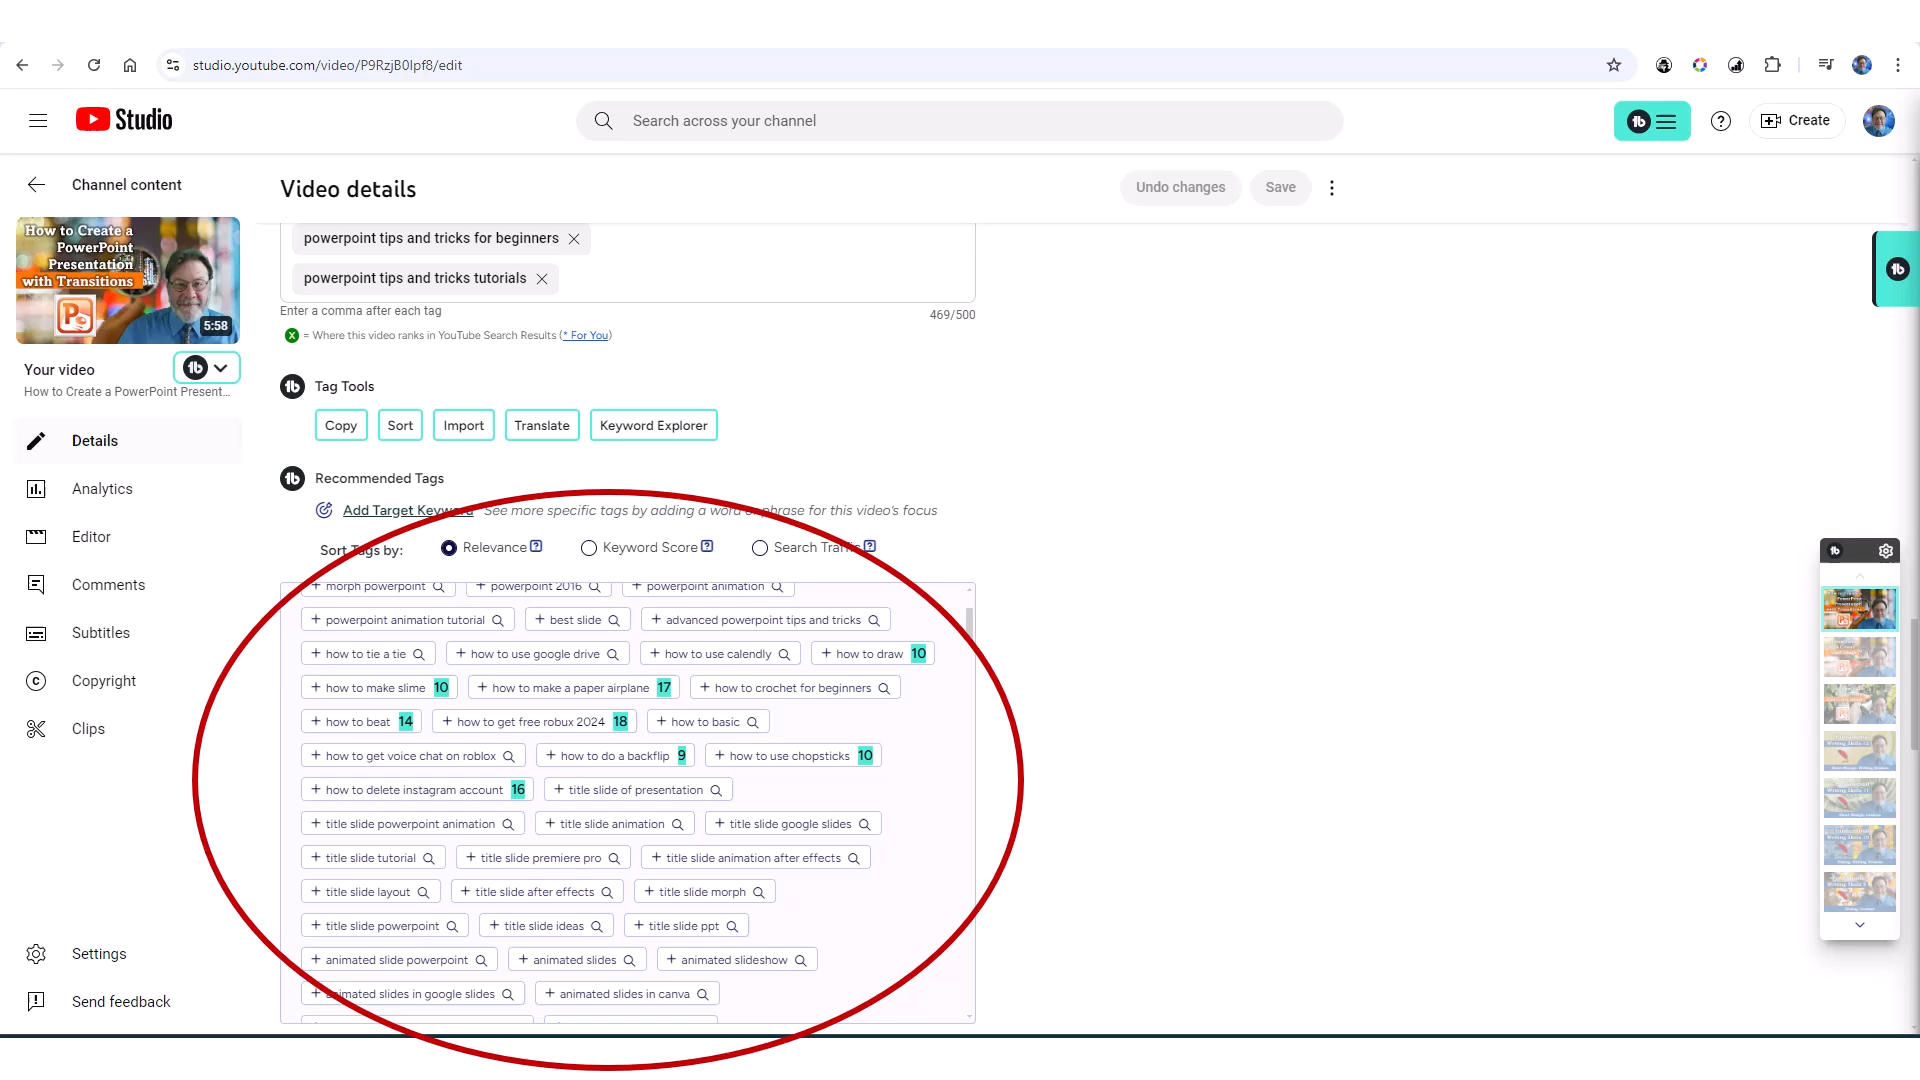 studio.youtube.com/video/P9RzjB0Ipf8/edit
Studio
Search across your channel
Create
Channel content
Video details
Undo changes
Save
How to Create a
PowerPoint
Presentation
with Transitions
5:58
Your video
How to Create a PowerPoint Present...
Details
Analytics
Editor
Comments
Copyright
Subtitles
Clips
Settings
Send feedback
powerpoint tips and tricks for beginners
powerpoint tips and tricks tutorials
Enter a comma after each tag
469/500
X = Where this video ranks in YouTube Search Results (* For You)
Tag Tools
Copy Sort Import Translate Keyword Explorer
Recommended Tags
Add Target Keyword See more specific tags by adding a word or phrase for this video's focus
Sort Tags by: Relevance ? Keyword Score ? Search Traffic ?
+ morph powerpoint + powerpoint 2016 + powerpoint animation
+ powerpoint animation tutorial + best slide + advanced powerpoint tips and tricks
+ how to tie a tie + how to use google drive + how to use calendly + how to draw 10
+ how to make slime 10 + how to make a paper airplane 17 + how to crochet for beginners
+ how to beat 14 + how to get free robux 2024 18 + how to basic
+ how to get voice chat on roblox + how to do a backflip 9 + how to use chopsticks 10
+ how to delete instagram account 16 + title slide of presentation
+ title slide powerpoint animation + title slide animation + title slide google slides
+ title slide tutorial + title slide premiere pro + title slide animation after effects
+ title slide layout + title slide after effects + title slide morph
+ title slide powerpoint + title slide ideas + title slide ppt
+ animated slide powerpoint + animated slides + animated slideshow
+ animated slides in google slides + animated slides in canva